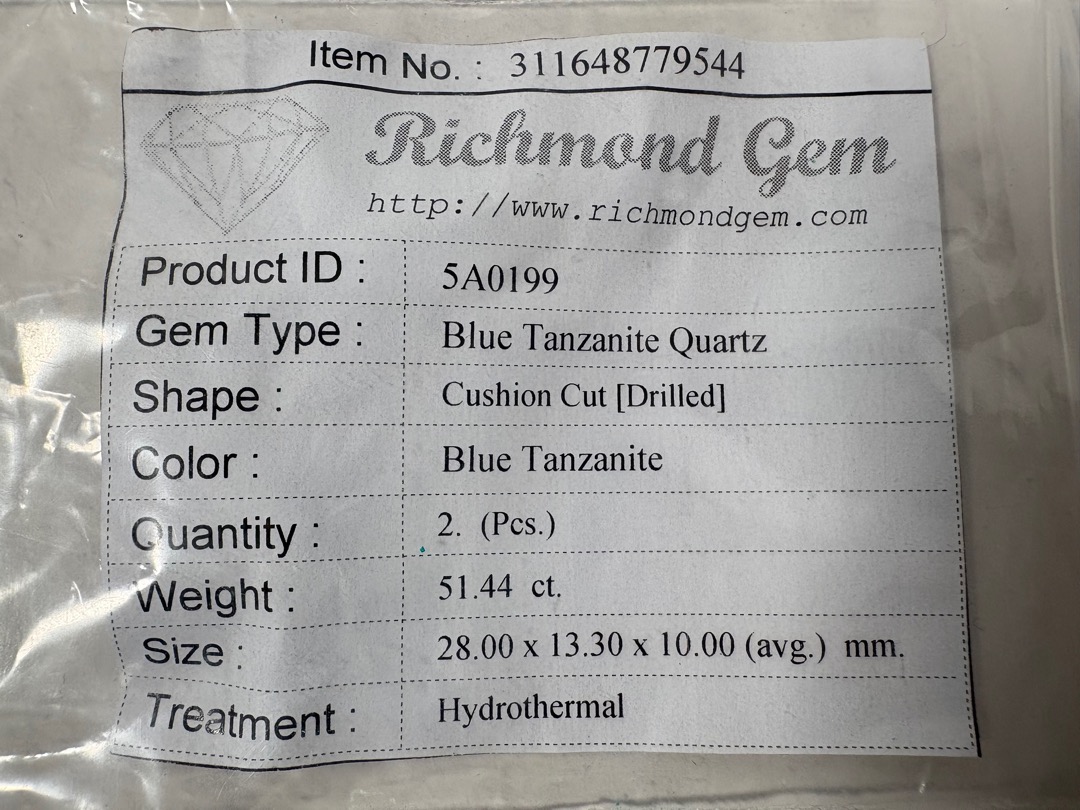 Item No. : 311648779544
Richmond Gem
http://www.richmondgem.com
Product ID : 5A0199
Gem Type : Blue Tanzanite Quartz
Shape : Cushion Cut [Drilled]
Color : Blue Tanzanite
Quantity : 2. (Pcs.)
Weight : 51.44 ct.
Size : 28.00 x 13.30 x 10.00 (avg.) mm.
Treatment : Hydrothermal